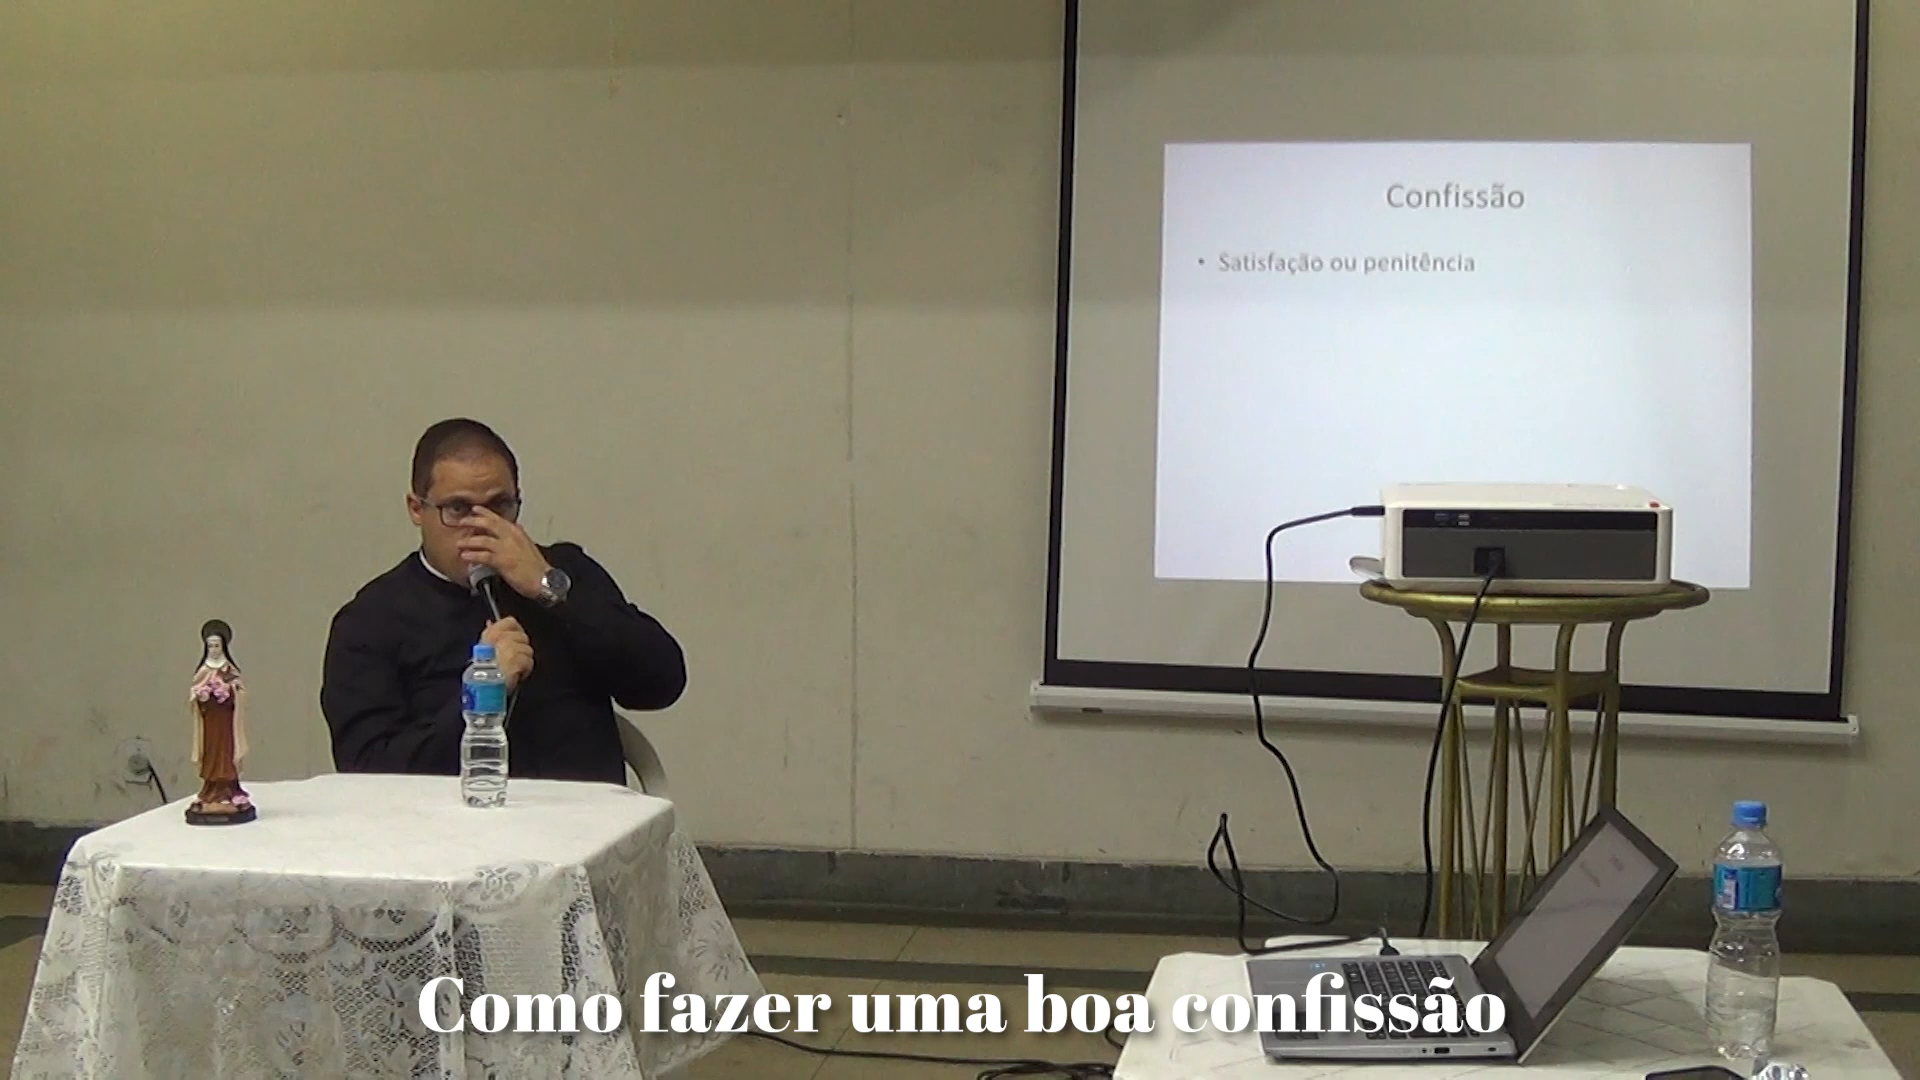 Confissão
• Satisfação ou penitência
Como fazer uma boa confissão